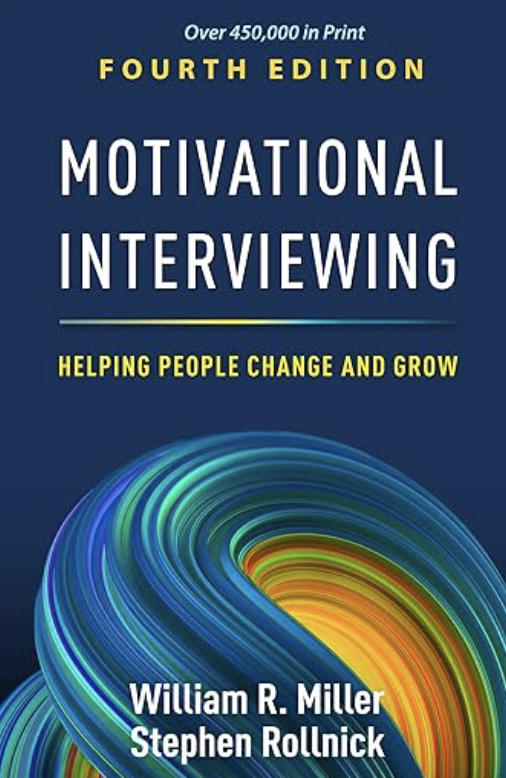 Over 450,000 in Print
FOURTH EDITION
MOTIVATIONAL
INTERVIEWING
HELPING PEOPLE CHANGE AND GROW
William R. Miller
Stephen Rollnick